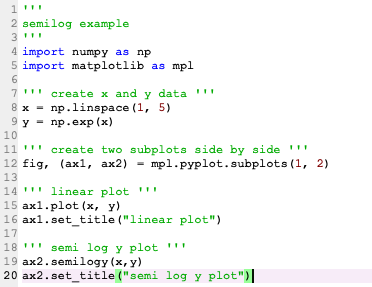 1 '''
2 semilog example
3 '''
4 import numpy as np
5 import matplotlib as mpl
6
7 ''' create x and y data '''
8 x = np.linspace(1, 5)
9 y = np.exp(x)
10
11 ''' create two subplots side by side '''
12 fig, (ax1, ax2) = mpl.pyplot.subplots(1, 2)
13
14 ''' linear plot '''
15 ax1.plot(x, y)
16 ax1.set_title("linear plot")
17
18 ''' semi log y plot '''
19 ax2.semilogy(x,y)
20 ax2.set_title("semi log y plot")